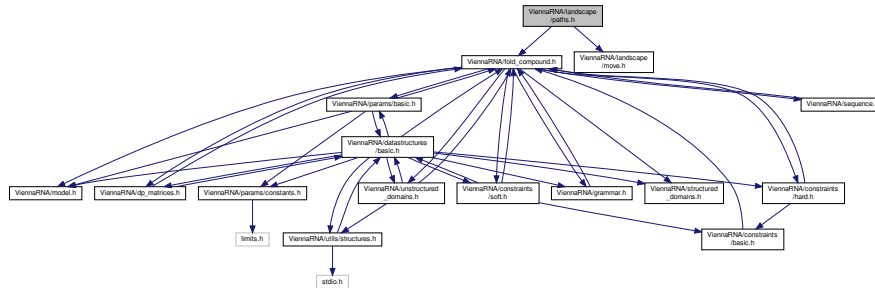 ViennaRNA/landscape
/paths.h
ViennaRNA/fold_compound.h
ViennaRNA/landscape
/move.h
ViennaRNA/params/basic.h
ViennaRNA/sequence.
ViennaRNA/datastructures
/basic.h
ViennaRNA/model.h
ViennaRNA/dp_matrices.h
ViennaRNA/params/constants.h
ViennaRNA/unstructured
_domains.h
ViennaRNA/constraints
/soft.h
ViennaRNA/grammar.h
ViennaRNA/structured
_domains.h
ViennaRNA/constraints
/hard.h
limits.h
ViennaRNA/utils/structures.h
ViennaRNA/constraints
/basic.h
stdio.h